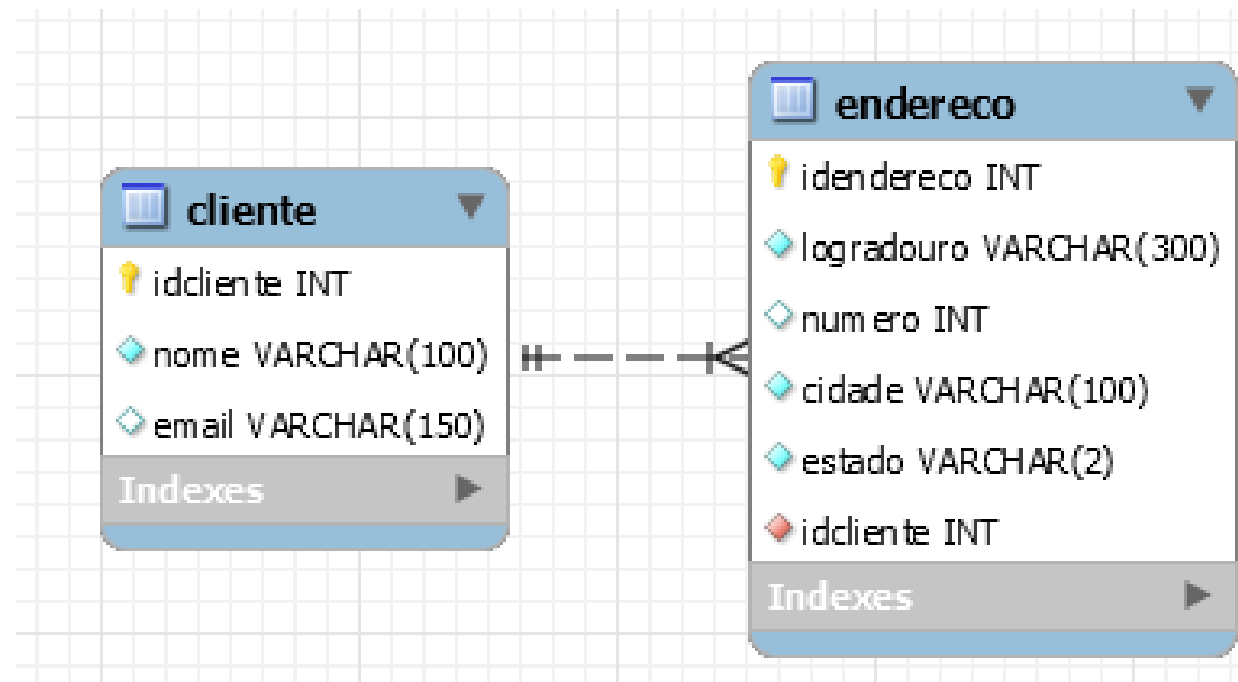 cliente
idcliente INT
nome VARCHAR(100)
email VARCHAR(150)
Indexes
endereco
idendereco INT
logradouro VARCHAR(300)
numero INT
cidade VARCHAR(100)
estado VARCHAR(2)
idcliente INT
Indexes